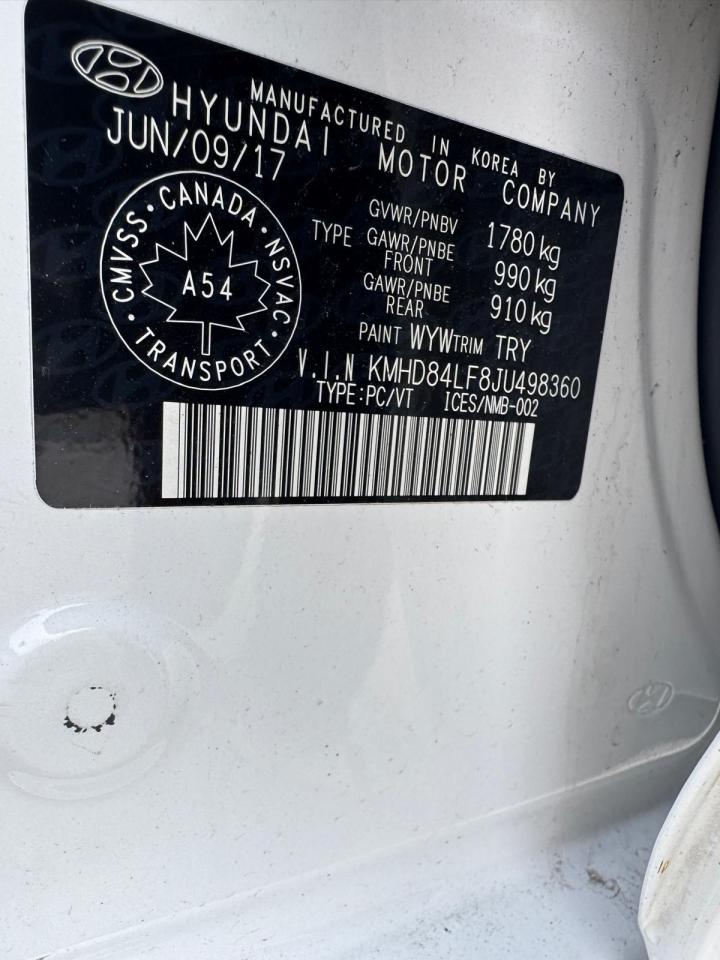 MANUFACTURED IN KOREA BY
HYUNDAI MOTOR COMPANY
JUN/09/17
CMVSS • CANADA • NSVAC • TRANSPORT •
A54
GVWR/PNBV 1780 kg
TYPE GAWR/PNBE FRONT 990 kg
GAWR/PNBE REAR 910 kg
PAINT WYW TRIM TRY
V.I.N KMHD84LF8JU498360
TYPE:PC/VT ICES/NMB-002